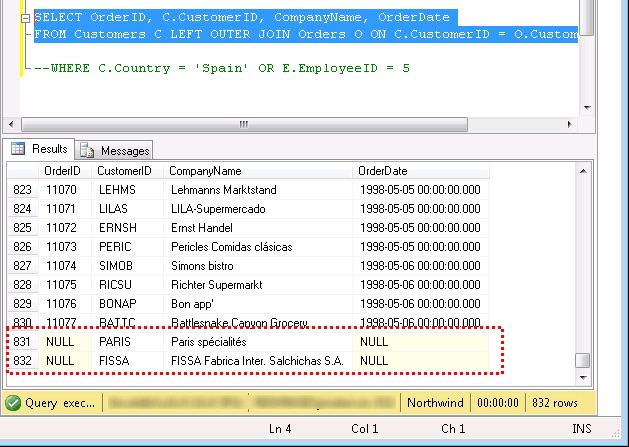 SELECT OrderID, C.CustomerID, CompanyName, OrderDate
FROM Customers C LEFT OUTER JOIN Orders O ON C.CustomerID = O.Custom
--WHERE C.Country = 'Spain' OR E.EmployeeID = 5
Results Messages
OrderID CustomerID CompanyName OrderDate
823 11070 LEHMS Lehmanns Marktstand 1998-05-05 00:00:00.000
824 11071 LILAS LILA-Supermercado 1998-05-05 00:00:00.000
825 11072 ERNSH Ernst Handel 1998-05-05 00:00:00.000
826 11073 PERIC Pericles Comidas clásicas 1998-05-05 00:00:00.000
827 11074 SIMOB Simons bistro 1998-05-06 00:00:00.000
828 11075 RICSU Richter Supermarkt 1998-05-06 00:00:00.000
829 11076 BONAP Bon app' 1998-05-06 00:00:00.000
830 11077 RATTC Rattlesnake Canyon Grocery 1998-05-06 00:00:00.000
831 NULL PARIS Paris spécialités NULL
832 NULL FISSA FISSA Fabrica Inter. Salchichas S.A. NULL
Query exec... Northwind 00:00:00 832 rows
Ln 4 Col 1 Ch 1 INS